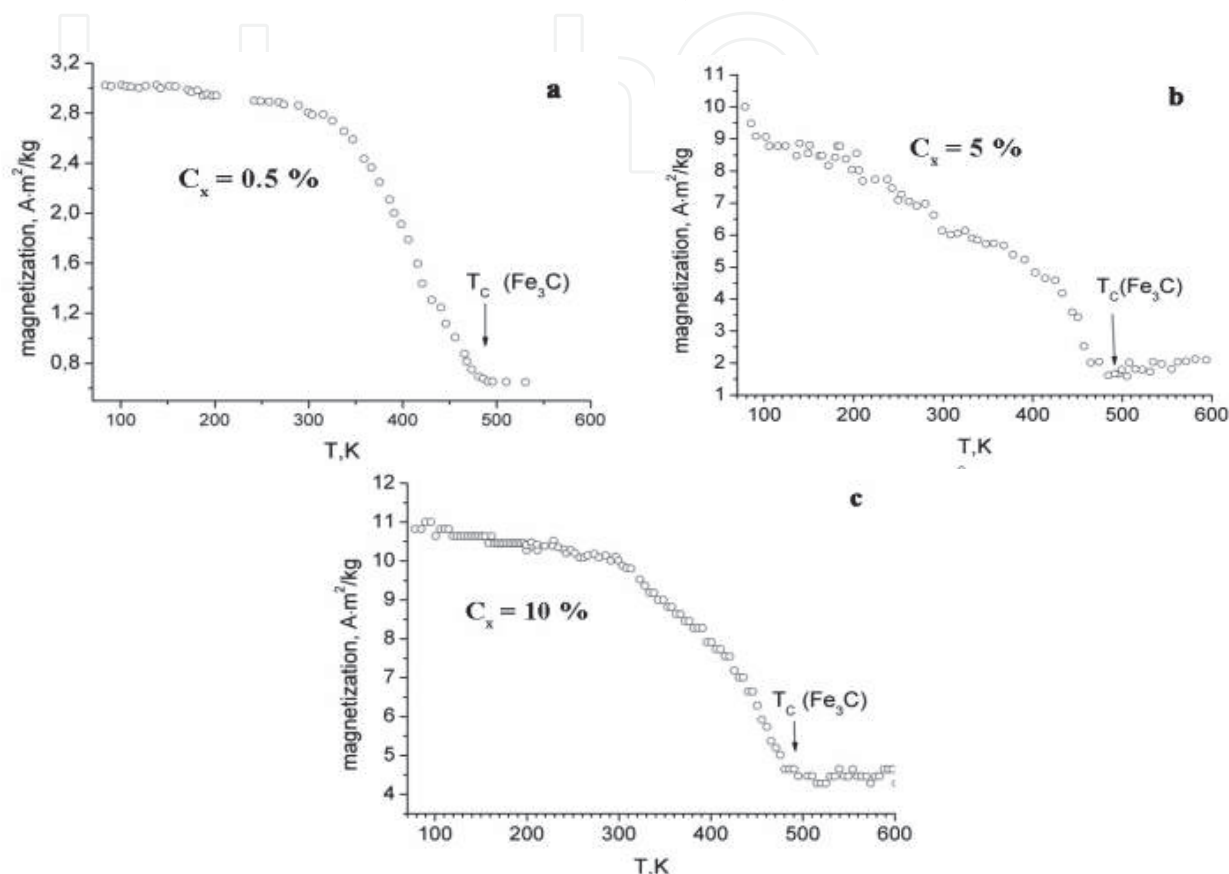 a
3,2
2,8
2,4
2,0
1,6
1,2
0,8
magnetization, A·m²/kg
Cₓ = 0.5 %
T_C (Fe₃C)
100 200 300 400 500 600
T,K
b
11
10
9
8
7
6
5
4
3
2
1
magnetization, A·m²/kg
Cₓ = 5 %
T_C(Fe₃C)
100 200 300 400 500 600
T,K
c
12
11
10
9
8
7
6
5
4
magnetization, A·m²/kg
Cₓ = 10 %
T_C (Fe₃C)
100 200 300 400 500 600
T,K